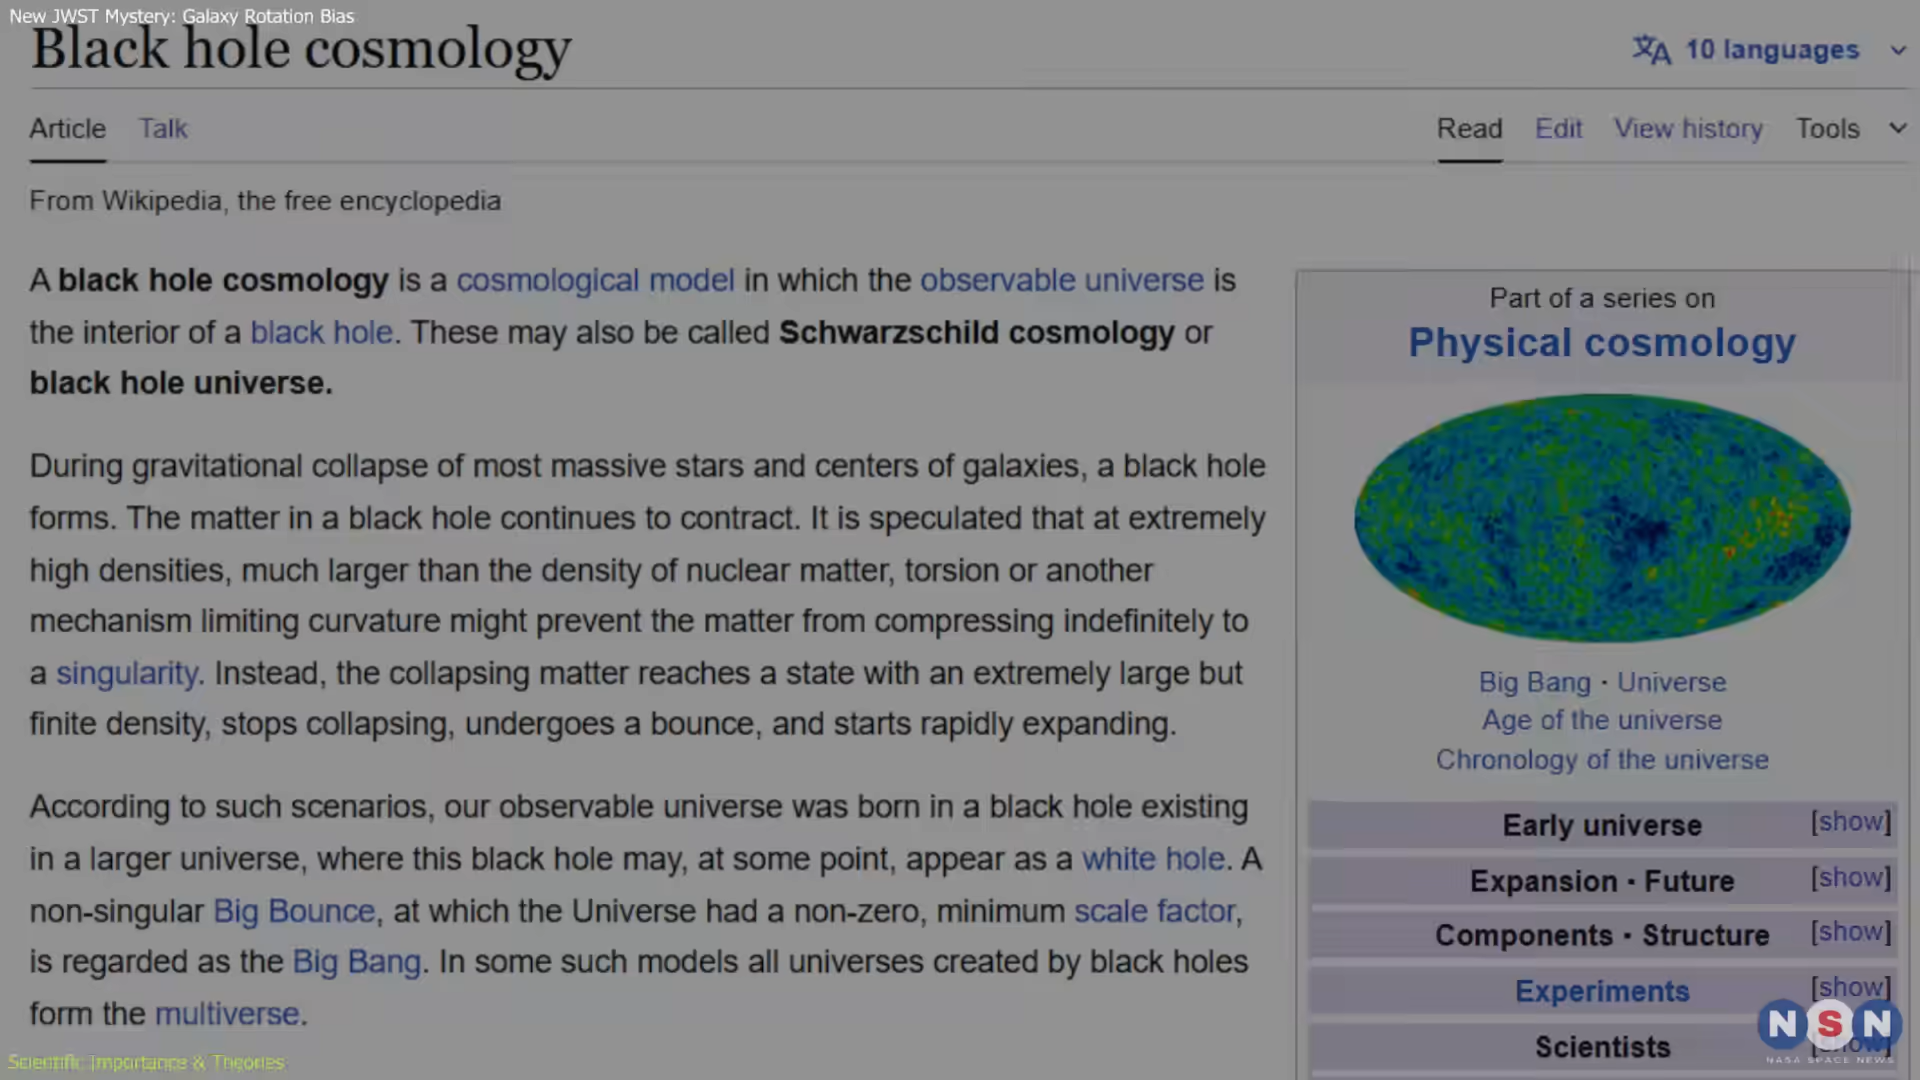 New JWST Mystery: Galaxy Rotation Bias
Black hole cosmology
10 languages
Article Talk
Read Edit View history Tools
From Wikipedia, the free encyclopedia
A black hole cosmology is a cosmological model in which the observable universe is
the interior of a black hole. These may also be called Schwarzschild cosmology or
black hole universe.
During gravitational collapse of most massive stars and centers of galaxies, a black hole
forms. The matter in a black hole continues to contract. It is speculated that at extremely
high densities, much larger than the density of nuclear matter, torsion or another
mechanism limiting curvature might prevent the matter from compressing indefinitely to
a singularity. Instead, the collapsing matter reaches a state with an extremely large but
finite density, stops collapsing, undergoes a bounce, and starts rapidly expanding.
According to such scenarios, our observable universe was born in a black hole existing
in a larger universe, where this black hole may, at some point, appear as a white hole. A
non-singular Big Bounce, at which the Universe had a non-zero, minimum scale factor,
is regarded as the Big Bang. In some such models all universes created by black holes
form the multiverse.
Part of a series on
Physical cosmology
Big Bang · Universe
Age of the universe
Chronology of the universe
Early universe [show]
Expansion · Future [show]
Components · Structure [show]
Experiments [show]
Scientists [show]
NSN
NASA SPACE NEWS
Scientific Importance & Theories